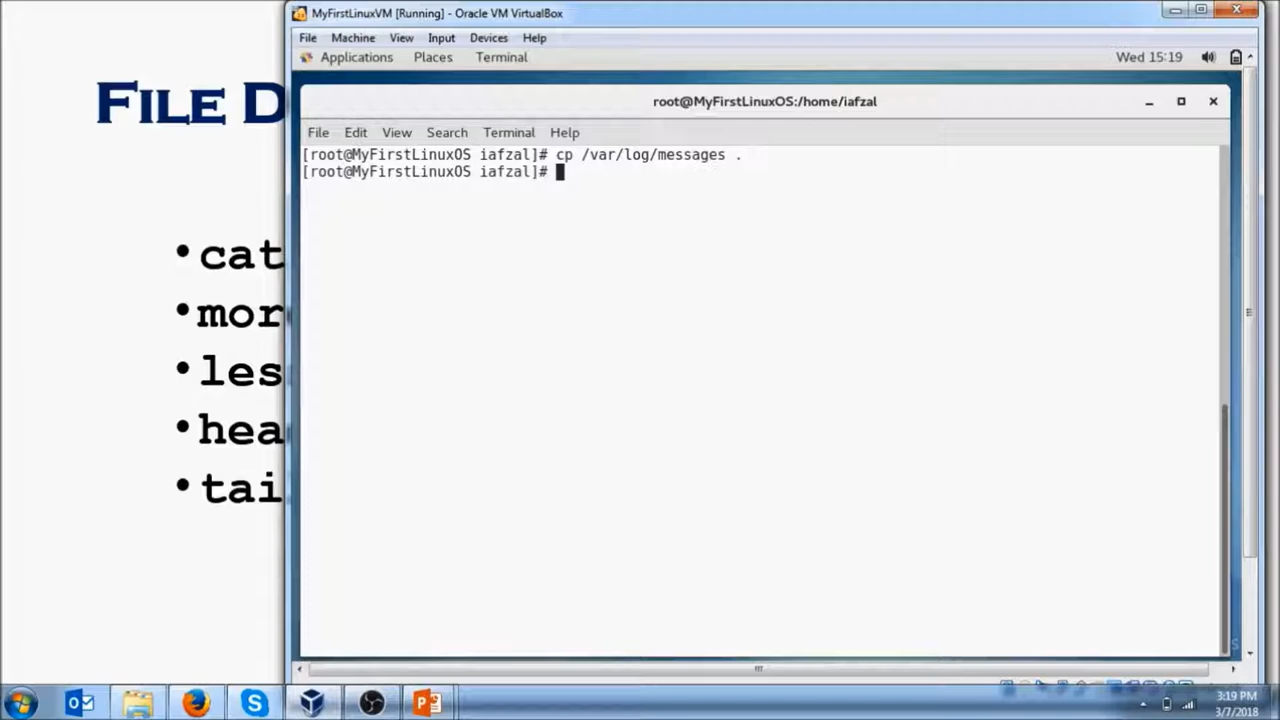 MyFirstLinuxVM [Running] - Oracle VM VirtualBox
File Machine View Input Devices Help
Applications Places Terminal Wed 15:19
FILE D
root@MyFirstLinuxOS:/home/iafzal
File Edit View Search Terminal Help
[root@MyFirstLinuxOS iafzal]# cp /var/log/messages .
[root@MyFirstLinuxOS iafzal]#
•cat
•mor
•les
•hea
•tai
3:19 PM
3/7/2018